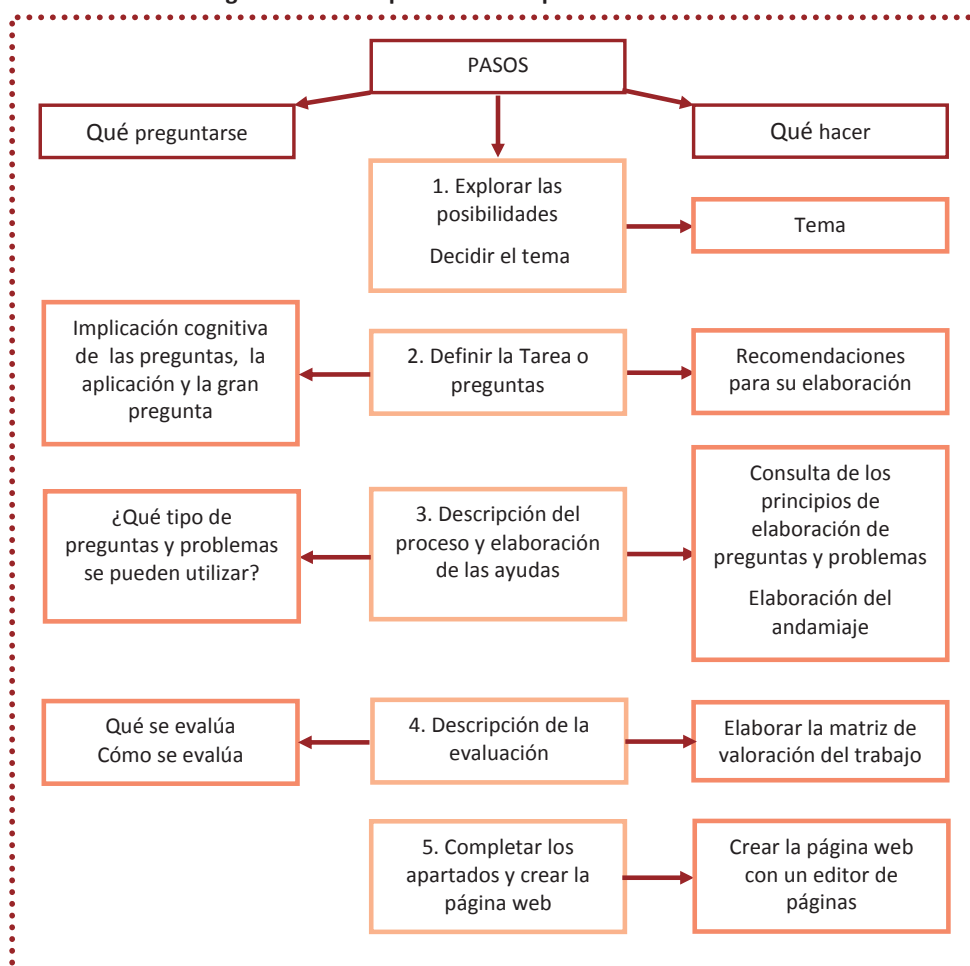 PASOS
Qué preguntarse
Qué hacer
1. Explorar las
posibilidades
Decidir el tema
Tema
Implicación cognitiva
de las preguntas, la
aplicación y la gran
pregunta
2. Definir la Tarea o
preguntas
Recomendaciones
para su elaboración
¿Qué tipo de
preguntas y problemas
se pueden utilizar?
3. Descripción del
proceso y elaboración
de las ayudas
Consulta de los
principios de
elaboración de
preguntas y problemas
Elaboración del
andamiaje
Qué se evalúa
Cómo se evalúa
4. Descripción de la
evaluación
Elaborar la matriz de
valoración del trabajo
5. Completar los
apartados y crear la
página web
Crear la página web
con un editor de
páginas